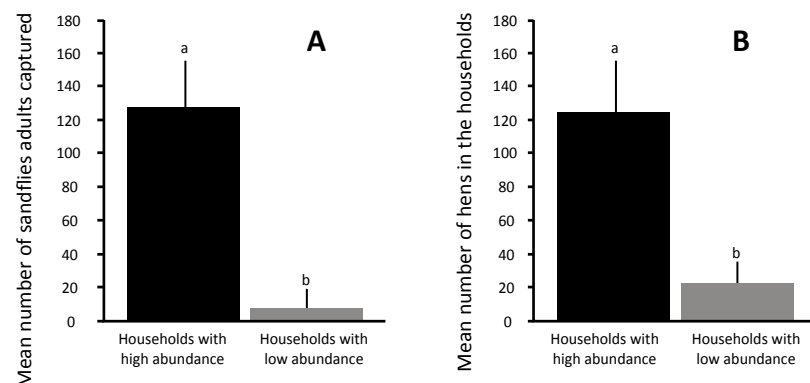 Mean number of sandflies adults captured
180
160
140
120
100
80
60
40
20
0
A
a
b
Households with
high abundance
Households with
low abundance
Mean number of hens in the households
180
160
140
120
100
80
60
40
20
0
B
a
b
Households with
high abundance
Households with
low abundance